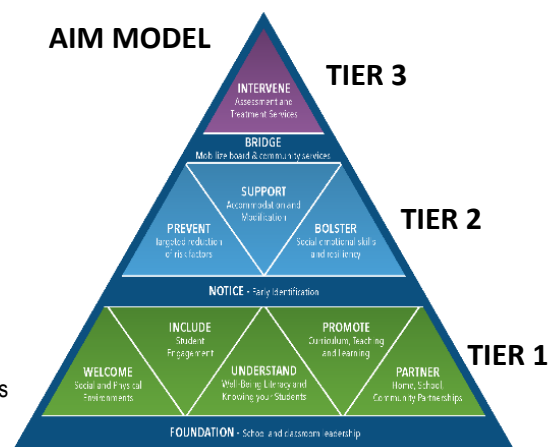 AIM MODEL
TIER 3
INTERVENE
Assessment and
Treatment Services
BRIDGE
Mobilize board & community services
TIER 2
SUPPORT
Accommodation and
Modification
PREVENT
Targeted reduction
of risk factors
BOLSTER
Social emotional skills
and resiliency
NOTICE - Early Identification
TIER 1
INCLUDE
Student
Engagement
PROMOTE
Curriculum, Teaching
and Learning
WELCOME
Social and Physical
Environments
UNDERSTAND
Well-Being Literacy and
Knowing your Students
PARTNER
Home, School,
Community Partnerships
s
FOUNDATION - School and classroom leadership